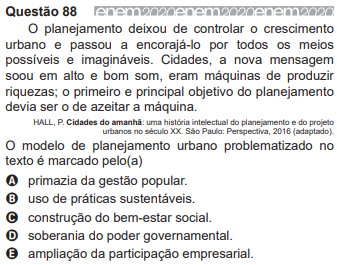 Questão 88 enem2020enem2020enem2020
O planejamento deixou de controlar o crescimento
urbano e passou a encorajá-lo por todos os meios
possíveis e imagináveis. Cidades, a nova mensagem
soou em alto e bom som, eram máquinas de produzir
riquezas; o primeiro e principal objetivo do planejamento
devia ser o de azeitar a máquina.
HALL, P. Cidades do amanhã: uma história intelectual do planejamento e do projeto
urbanos no século XX. São Paulo: Perspectiva, 2016 (adaptado).
O modelo de planejamento urbano problematizado no
texto é marcado pelo(a)
A primazia da gestão popular.
B uso de práticas sustentáveis.
C construção do bem-estar social.
D soberania do poder governamental.
E ampliação da participação empresarial.